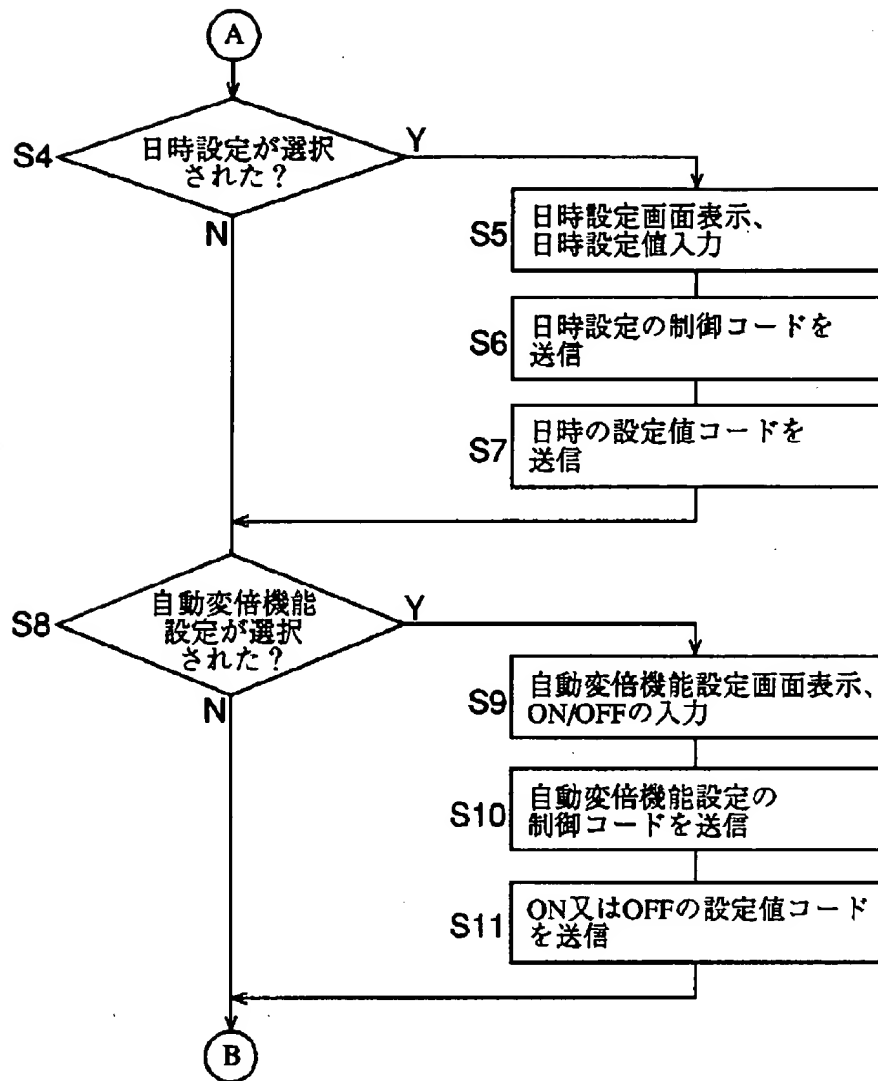 A
S4
日時設定が選択
された？
Y
N
S5
日時設定画面表示、
日時設定値入力
S6
日時設定の制御コードを
送信
S7
日時の設定値コードを
送信
S8
自動変倍機能
設定が選択
された？
Y
N
S9
自動変倍機能設定画面表示、
ON/OFFの入力
S10
自動変倍機能設定の
制御コードを送信
S11
ON又はOFFの設定値コード
を送信
B